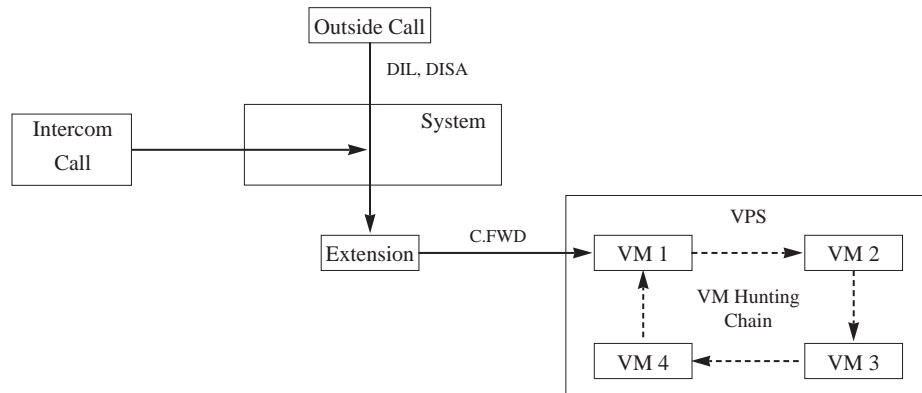 Outside Call
DIL, DISA
System
Intercom
Call
Extension
C.FWD
VPS
VM 1
VM 2
VM Hunting
Chain
VM 4
VM 3